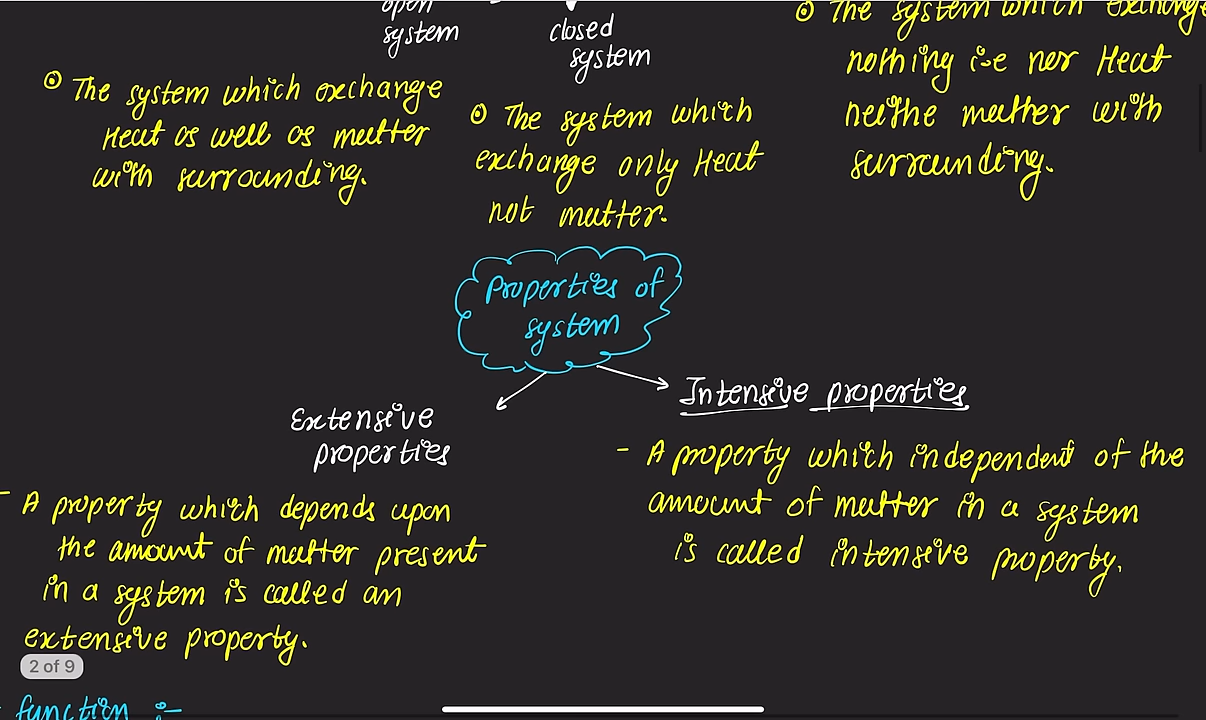 open
system
closed
system
⊙ The system which exchange
nothing i.e nor Heat
neithe matter with
surrounding.
⊙ The system which exchange
Heat as well as matter
with surrounding.
⊙ The system which
exchange only Heat
not matter.
Properties of
system
Extensive
properties
- A property which depends upon
the amount of matter present
in a system is called an
extensive property.
Intensive properties
- A property which independent of the
amount of matter in a system
is called intensive property.
2 of 9
function :-